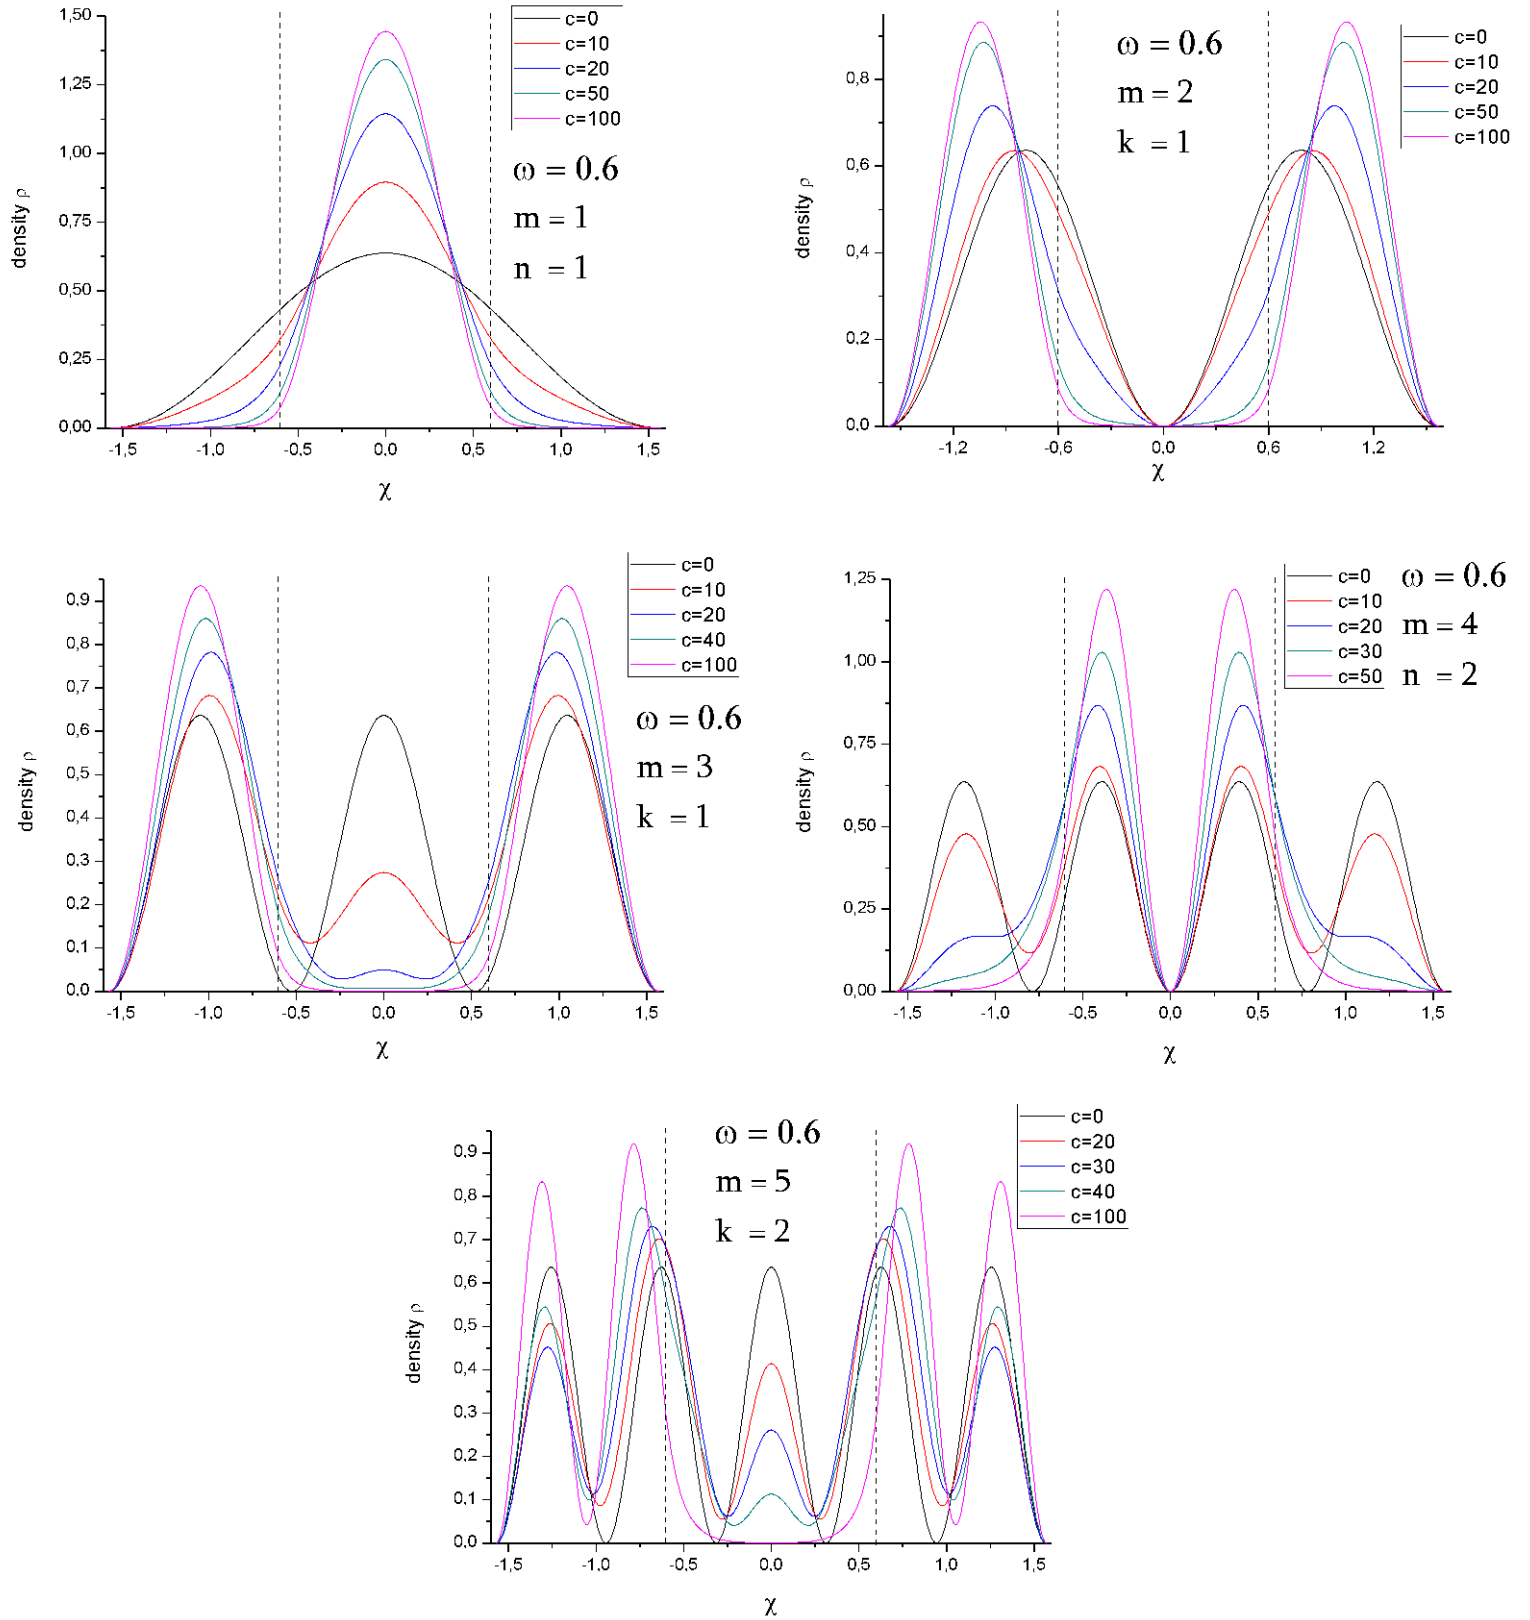 1,50
1,25
1,00
0,75
0,50
0,25
0,00
density ρ
-1,5 -1,0 -0,5 0,0 0,5 1,0 1,5
χ
c=0
c=10
c=20
c=50
c=100
ω = 0.6
m = 1
n = 1
0,8
0,6
0,4
0,2
0,0
density ρ
-1,2 -0,6 0,0 0,6 1,2
χ
ω = 0.6
m = 2
k = 1
c=0
c=10
c=20
c=50
c=100
0,9
0,8
0,7
0,6
0,5
0,4
0,3
0,2
0,1
0,0
density ρ
-1,5 -1,0 -0,5 0,0 0,5 1,0 1,5
χ
c=0
c=10
c=20
c=40
c=100
ω = 0.6
m = 3
k = 1
1,25
1,00
0,75
0,50
0,25
0,00
density ρ
-1,5 -1,0 -0,5 0,0 0,5 1,0 1,5
χ
c=0
c=10
c=20
c=30
c=50
ω = 0.6
m = 4
n = 2
0,9
0,8
0,7
0,6
0,5
0,4
0,3
0,2
0,1
0,0
density ρ
-1,5 -1,0 -0,5 0,0 0,5 1,0 1,5
χ
ω = 0.6
m = 5
k = 2
c=0
c=20
c=30
c=40
c=100